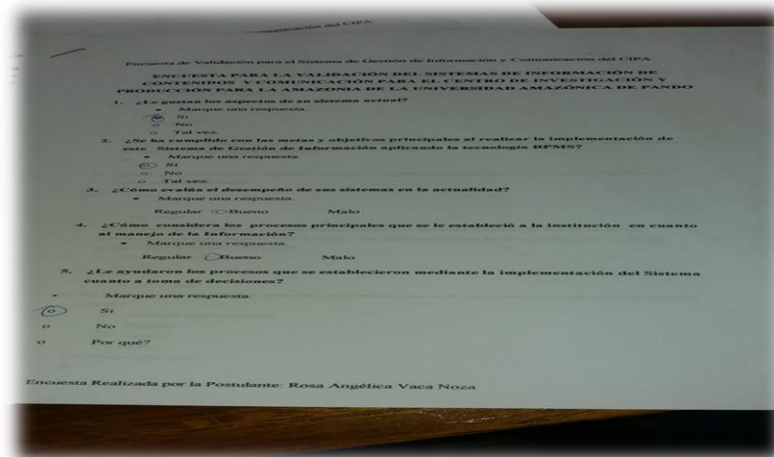 comunicación del CIPA
Encuesta de Validación para el Sistema de Gestión de Información y Comunicación del CIPA
ENCUESTA PARA LA VALIDACIÓN DEL SISTEMAS DE INFORMACIÓN DE
CONTENIDOS Y COMUNICACIÓN PARA EL CENTRO DE INVESTIGACIÓN Y
PRODUCCIÓN PARA LA AMAZONIA DE LA UNIVERSIDAD AMAZÓNICA DE PANDO
1. ¿Le gustan los aspectos de su sistema actual?
• Marque una respuesta.
Si
o No
o Tal vez.
2. ¿Se ha cumplido con las metas y objetivos principales al realizar la implementación de
este Sistema de Gestión de Información aplicando la tecnología BPMS?
• Marque una respuesta
o Si
o No
o Tal vez.
3. ¿Cómo evalúa el desempeño de sus sistemas en la actualidad?
• Marque una respuesta.
Regular Bueno Malo
4. ¿Cómo considera los procesos principales que se le estableció a la institución en cuanto
al manejo de la Información?
• Marque una respuesta.
Regular Bueno Malo
5. ¿Le ayudaron los procesos que se establecieron mediante la implementación del Sistema
cuanto a toma de decisiones?
• Marque una respuesta.
o Si
o No
o Por qué?
Encuesta Realizada por la Postulante: Rosa Angélica Vaca Noza